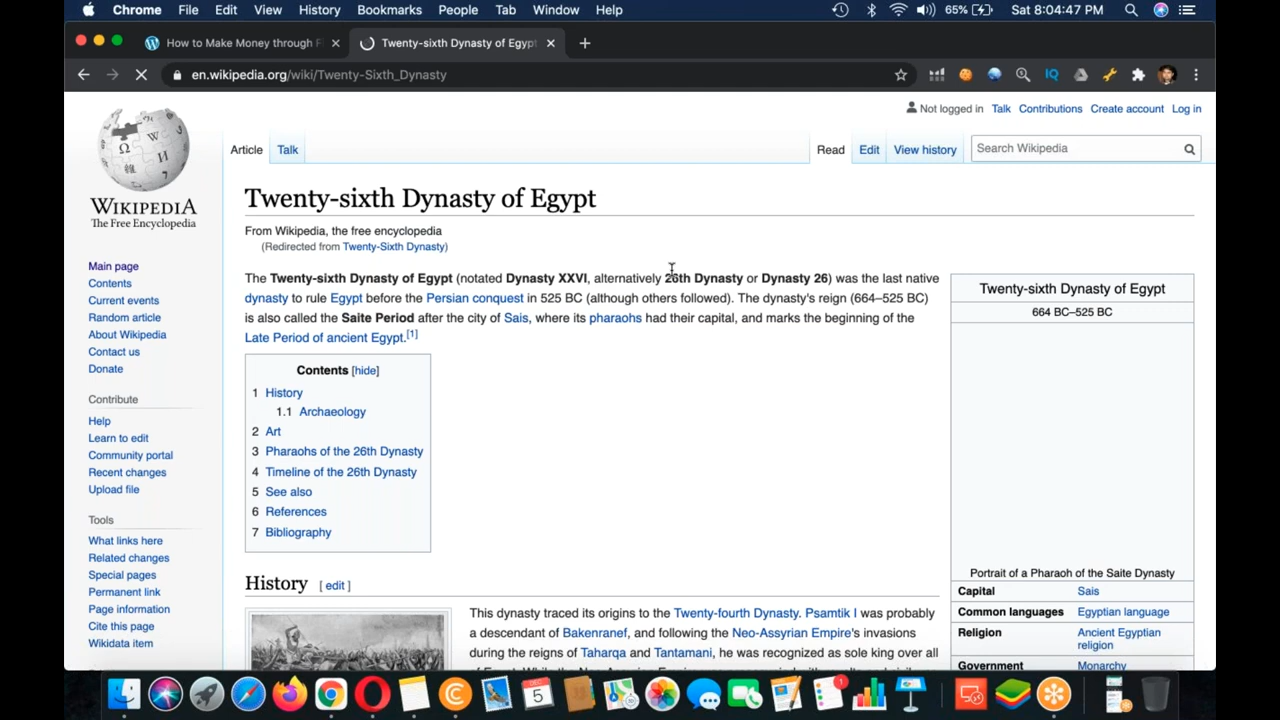 Chrome File Edit View History Bookmarks People Tab Window Help 65% Sat 8:04:47 PM
How to Make Money through F Twenty-sixth Dynasty of Egypt
en.wikipedia.org/wiki/Twenty-Sixth_Dynasty IQ
Not logged in Talk Contributions Create account Log in
Article Talk Read Edit View history Search Wikipedia
WIKIPEDIA
The Free Encyclopedia
Main page
Contents
Current events
Random article
About Wikipedia
Contact us
Donate
Contribute
Help
Learn to edit
Community portal
Recent changes
Upload file
Tools
What links here
Related changes
Special pages
Permanent link
Page information
Cite this page
Wikidata item
Twenty-sixth Dynasty of Egypt
From Wikipedia, the free encyclopedia
(Redirected from Twenty-Sixth Dynasty)
The Twenty-sixth Dynasty of Egypt (notated Dynasty XXVI, alternatively 26th Dynasty or Dynasty 26) was the last native
dynasty to rule Egypt before the Persian conquest in 525 BC (although others followed). The dynasty's reign (664–525 BC)
is also called the Saite Period after the city of Sais, where its pharaohs had their capital, and marks the beginning of the
Late Period of ancient Egypt.[1]
Contents [hide]
1 History
1.1 Archaeology
2 Art
3 Pharaohs of the 26th Dynasty
4 Timeline of the 26th Dynasty
5 See also
6 References
7 Bibliography
History [ edit ]
This dynasty traced its origins to the Twenty-fourth Dynasty. Psamtik I was probably
a descendant of Bakenranef, and following the Neo-Assyrian Empire's invasions
during the reigns of Taharqa and Tantamani, he was recognized as sole king over all
Twenty-sixth Dynasty of Egypt
664 BC–525 BC
Portrait of a Pharaoh of the Saite Dynasty
Capital Sais
Common languages Egyptian language
Religion Ancient Egyptian
religion
Government Monarchy
5
1